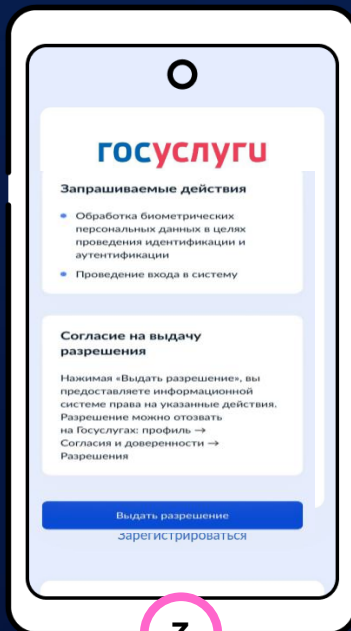 госуслуги
Запрашиваемые действия
Обработка биометрических
персональных данных в целях
проведения идентификации и
аутентификации
Проведение входа в систему
Согласие на выдачу
разрешения
Нажимая «Выдать разрешение», вы
предоставляете информационной
системе права на указанные действия.
Разрешение можно отозвать
на Госуслугах: профиль →
Согласия и доверенности →
Разрешения
Выдать разрешение
Зарегистрироваться